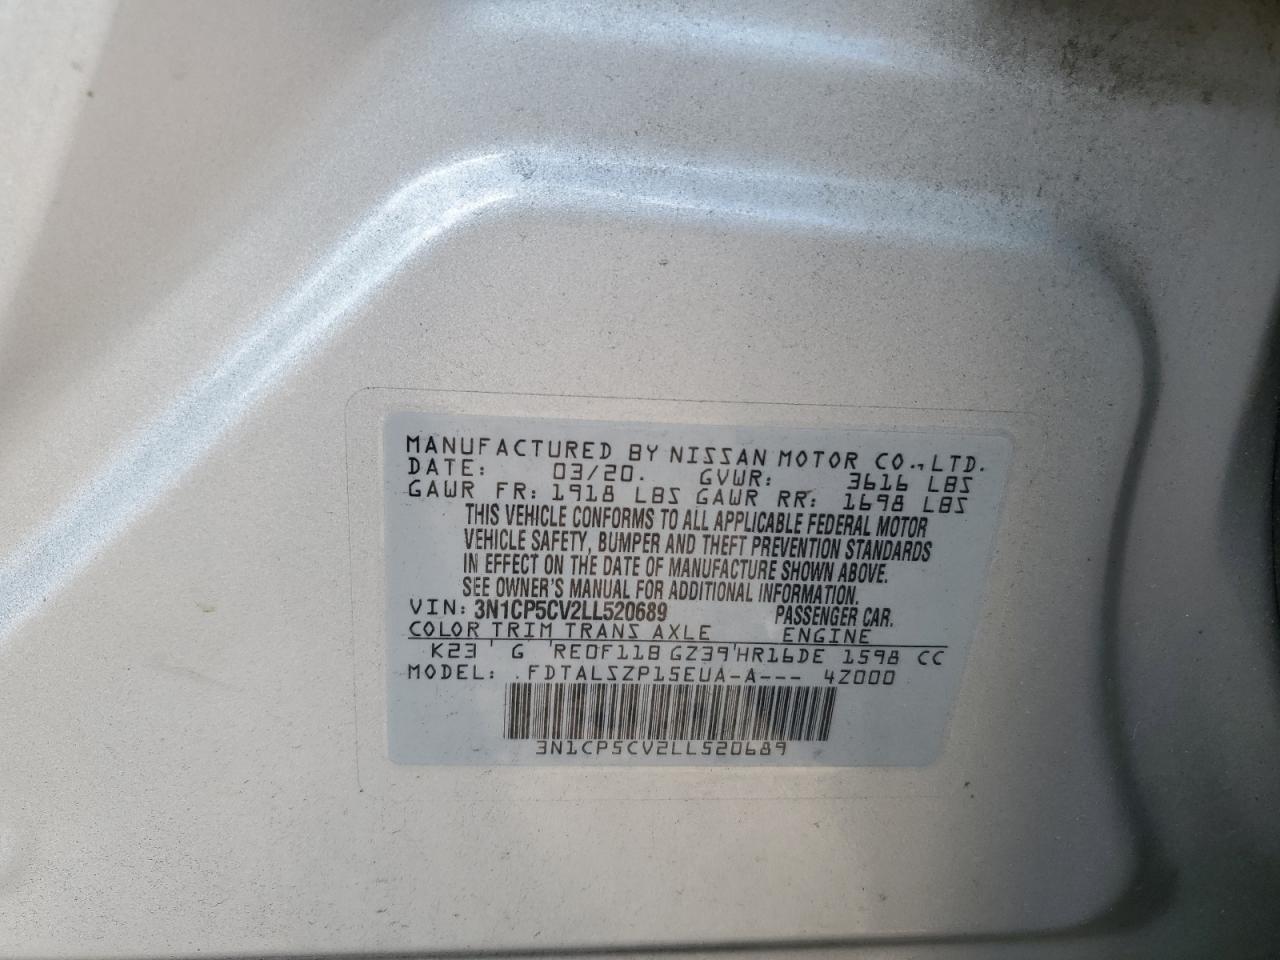 MANUFACTURED BY NISSAN MOTOR CO., LTD.
DATE: 03/20. GVWR: 3616 LBS
GAWR FR: 1918 LBS GAWR RR: 1698 LBS
THIS VEHICLE CONFORMS TO ALL APPLICABLE FEDERAL MOTOR
VEHICLE SAFETY, BUMPER AND THEFT PREVENTION STANDARDS
IN EFFECT ON THE DATE OF MANUFACTURE SHOWN ABOVE.
SEE OWNER'S MANUAL FOR ADDITIONAL INFORMATION.
VIN: 3N1CP5CV2LL520689 PASSENGER CAR.
COLOR TRIM TRANS AXLE ENGINE
K23 ' G 'RE0F11B GZ39'HR16DE 1598 CC
MODEL: .FDTALSZP15EUA-A--- 4Z000
3N1CP5CV2LL520689